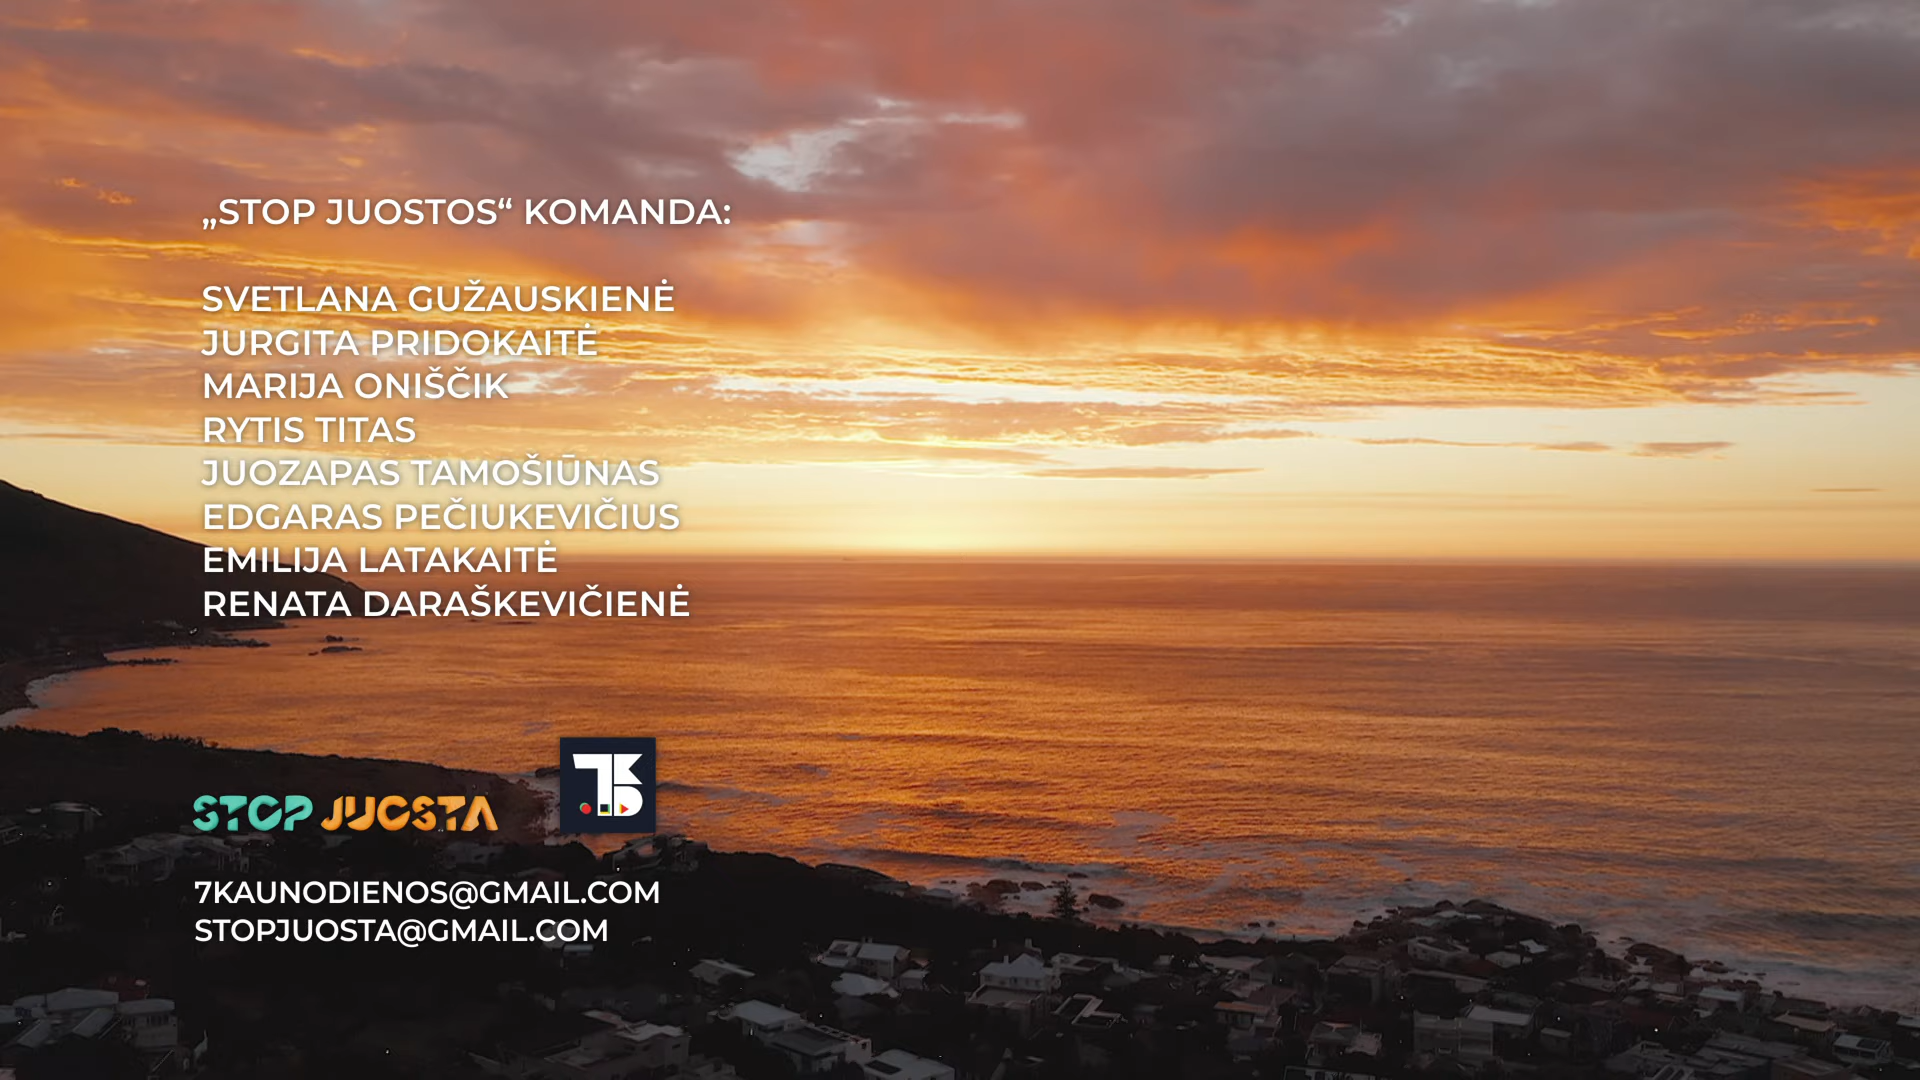 „STOP JUOSTOS“ KOMANDA:
SVETLANA GUŽAUSKIENĖ
JURGITA PRIDOKAITĖ
MARIJA ONIŠČIK
RYTIS TITAS
JUOZAPAS TAMOŠIŪNAS
EDGARAS PEČIUKEVIČIUS
EMILIJA LATAKAITĖ
RENATA DARAŠKEVIČIENĖ
STOP JUOSTA
7KD
7KAUNODIENOS@GMAIL.COM
STOPJUOSTA@GMAIL.COM